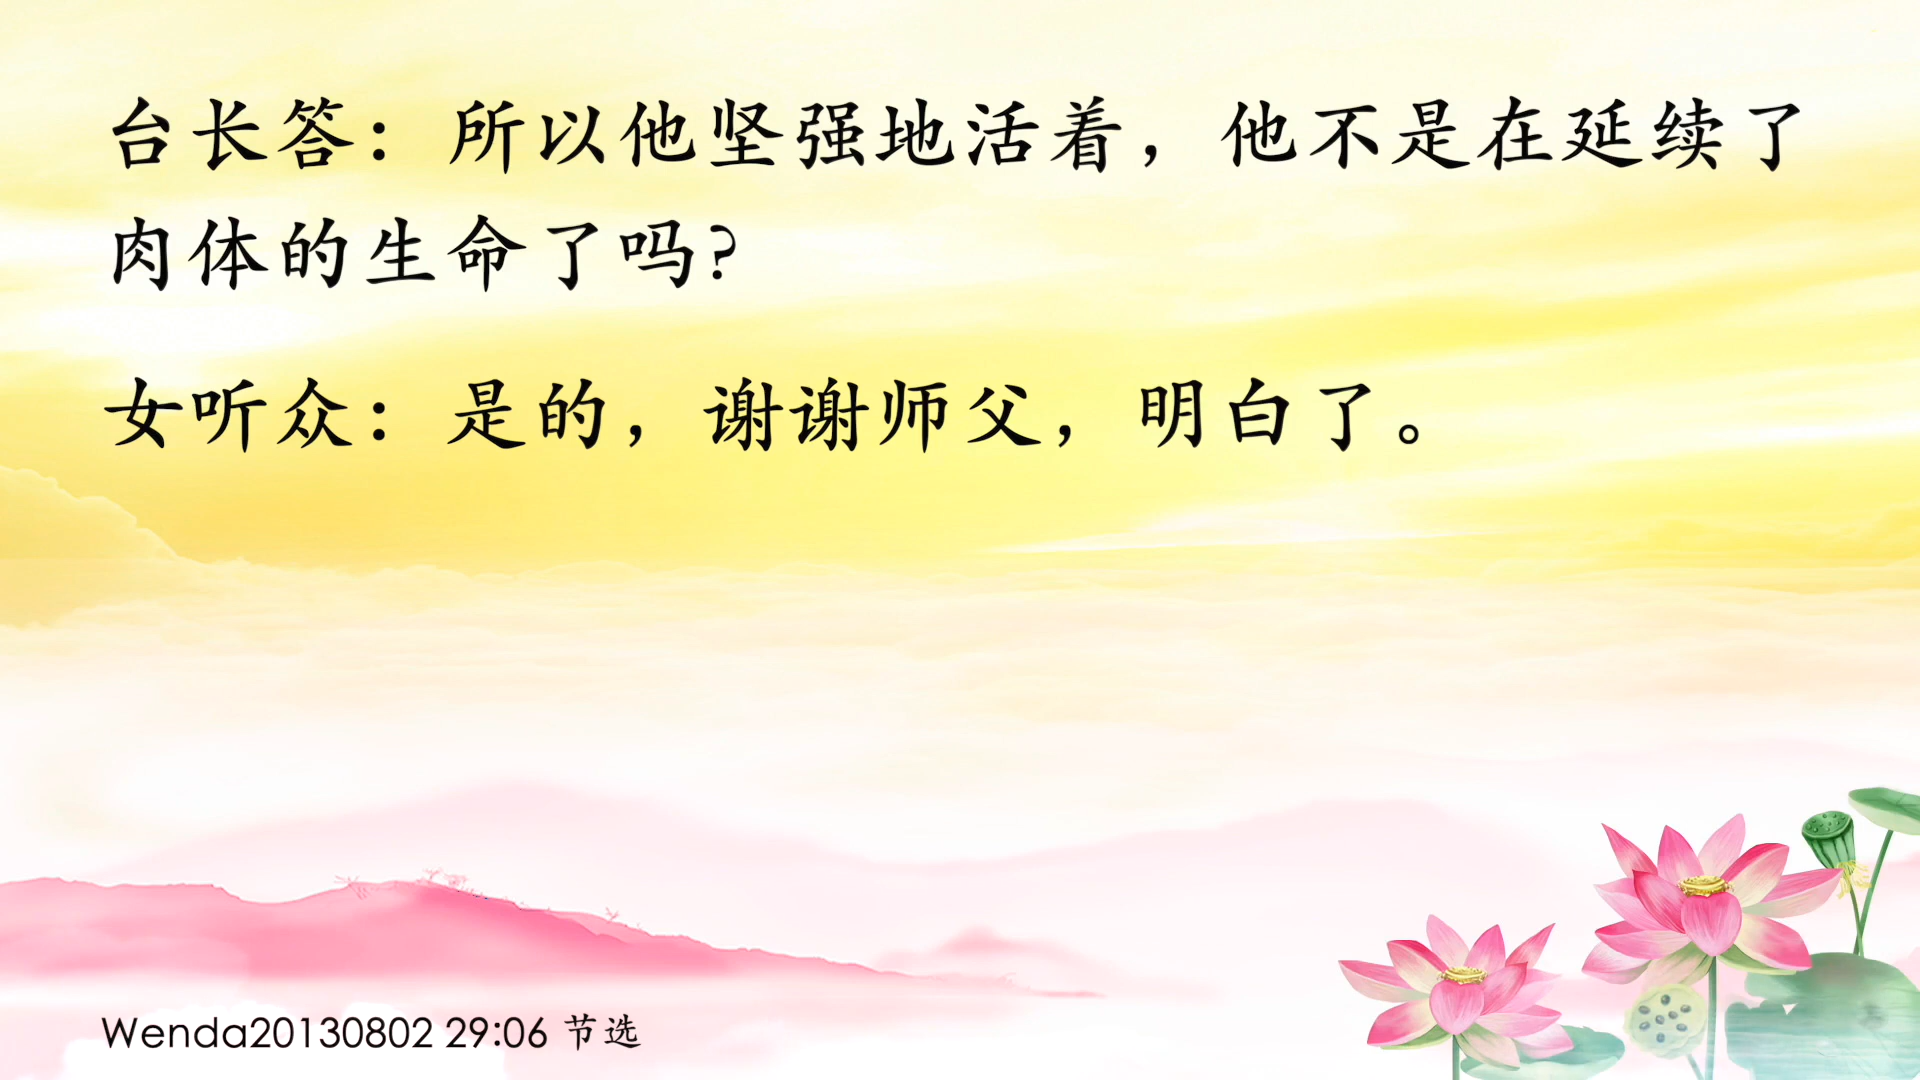 台长答：所以他坚强地活着，他不是在延续了
肉体的生命了吗？
女听众：是的，谢谢师父，明白了。
Wenda20130802 29:06 节选